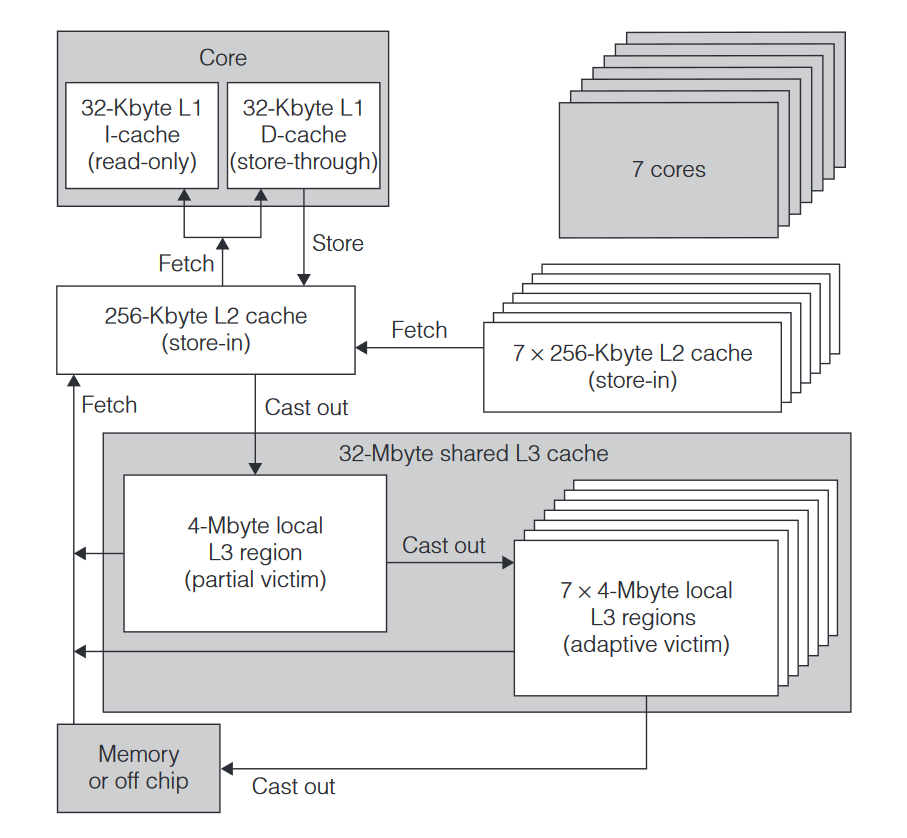 Core
32-Kbyte L1
I-cache
(read-only)
32-Kbyte L1
D-cache
(store-through)
7 cores
Fetch
Store
256-Kbyte L2 cache
(store-in)
Fetch
7 × 256-Kbyte L2 cache
(store-in)
Fetch
Cast out
32-Mbyte shared L3 cache
4-Mbyte local
L3 region
(partial victim)
Cast out
7 × 4-Mbyte local
L3 regions
(adaptive victim)
Memory
or off chip
Cast out